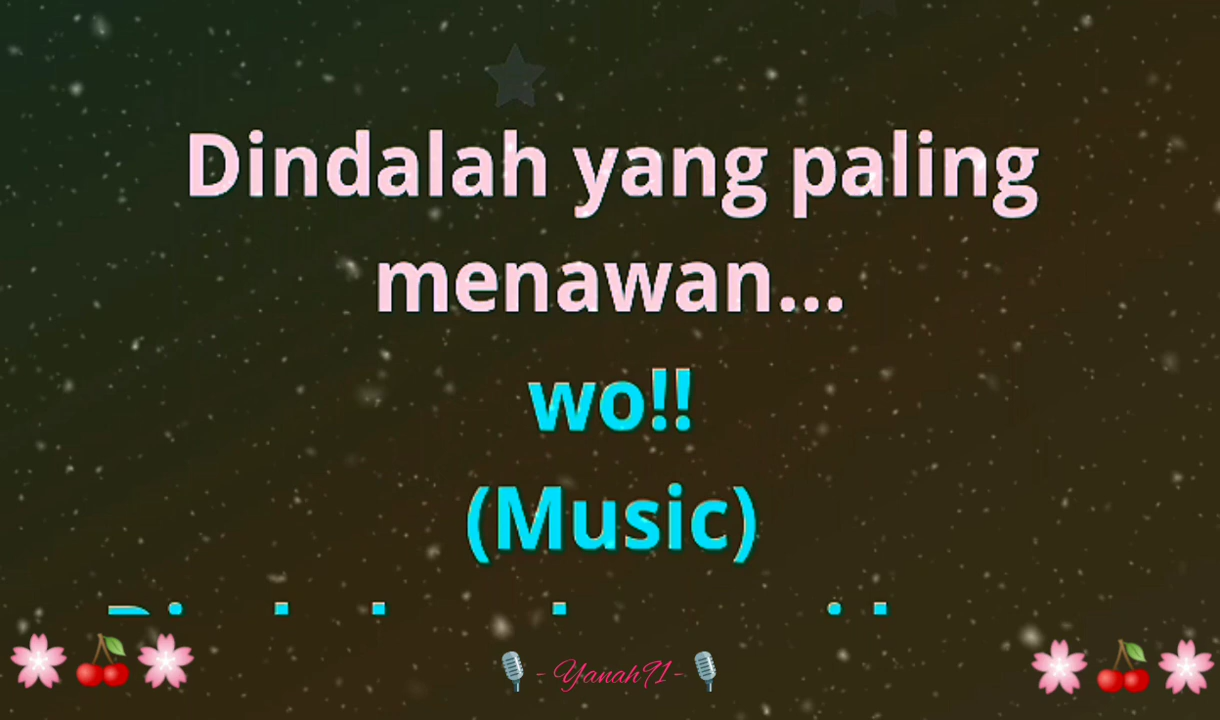 Dindalah yang paling
menawan...
wo!!
(Music)
- Yanah91-